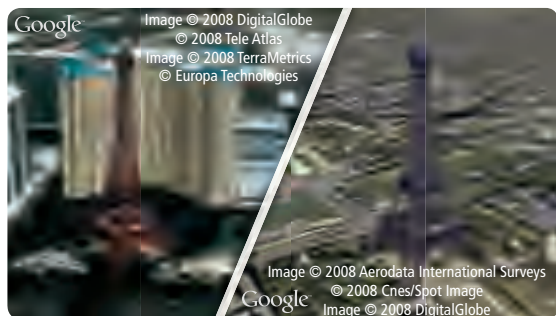 Google
Image © 2008 DigitalGlobe
© 2008 Tele Atlas
Image © 2008 TerraMetrics
© Europa Technologies
Image © 2008 Aerodata International Surveys
© 2008 Cnes/Spot Image
Image © 2008 DigitalGlobe
Google